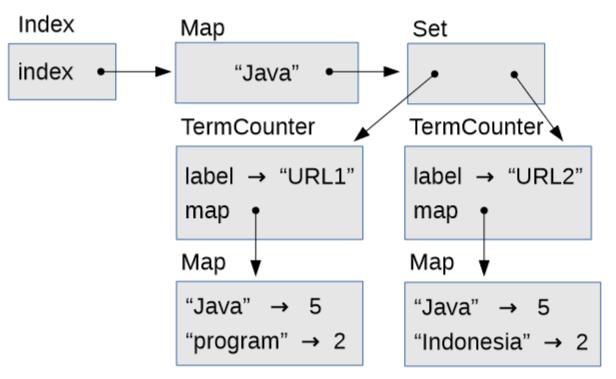 Index
index
Map
“Java”
Set
TermCounter
label → “URL1”
map
TermCounter
label → “URL2”
map
Map
“Java” → 5
“program” → 2
Map
“Java” → 5
“Indonesia” → 2